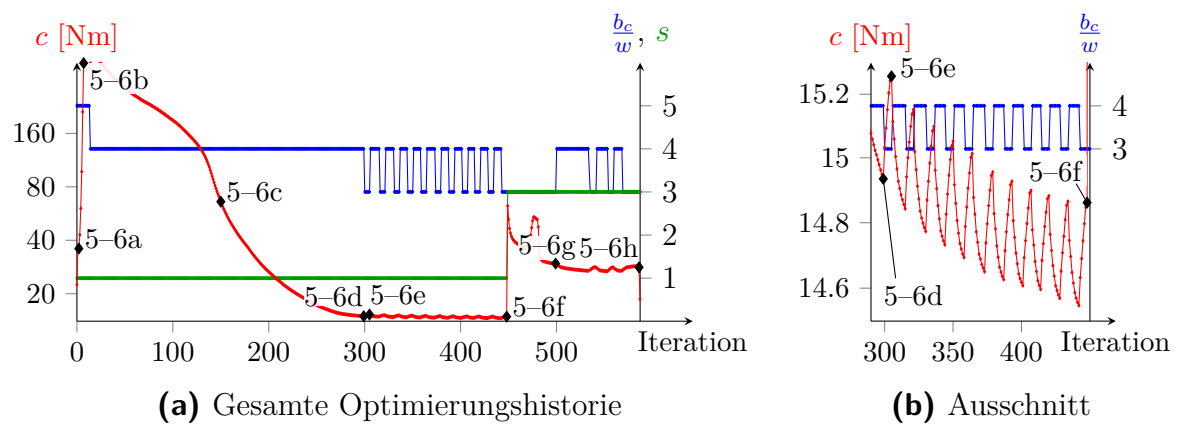 c [Nm]
b_c/w, s
160
80
40
20
5
4
3
2
1
5–6b
5–6c
5–6a
5–6d
5–6e
5–6f
5–6g
5–6h
0
100
200
300
400
500
Iteration
(a) Gesamte Optimierungshistorie
c [Nm]
b_c/w
15.2
15
14.8
14.6
4
3
5–6e
5–6f
5–6d
300
350
400
Iteration
(b) Ausschnitt